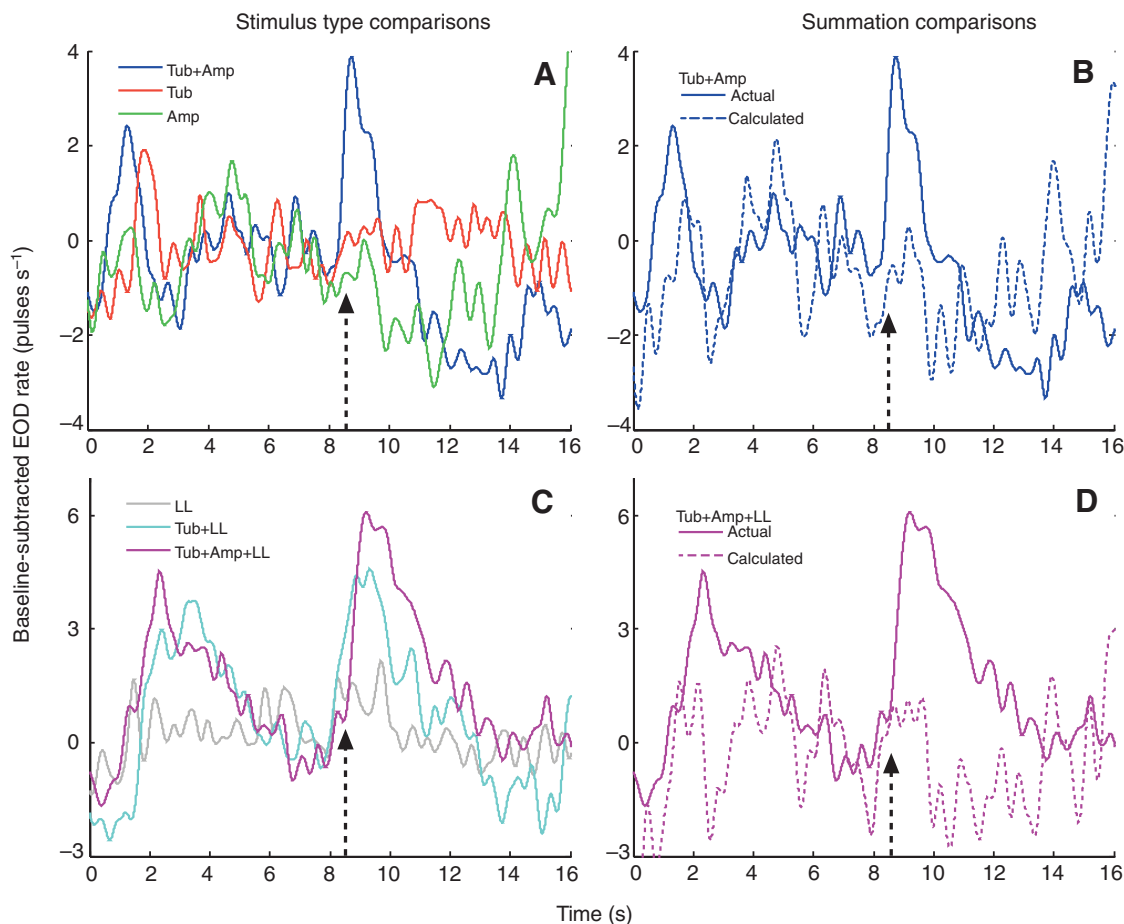 Stimulus type comparisons
Summation comparisons
Baseline-subtracted EOD rate (pulses s⁻¹)
A
Tub+Amp
Tub
Amp
4
2
0
–2
–4
0 2 4 6 8 10 12 14 16
B
Tub+Amp
Actual
Calculated
4
2
0
–2
–4
0 2 4 6 8 10 12 14 16
C
LL
Tub+LL
Tub+Amp+LL
6
3
0
–3
0 2 4 6 8 10 12 14 16
D
Tub+Amp+LL
Actual
Calculated
6
3
0
–3
0 2 4 6 8 10 12 14 16
Time (s)